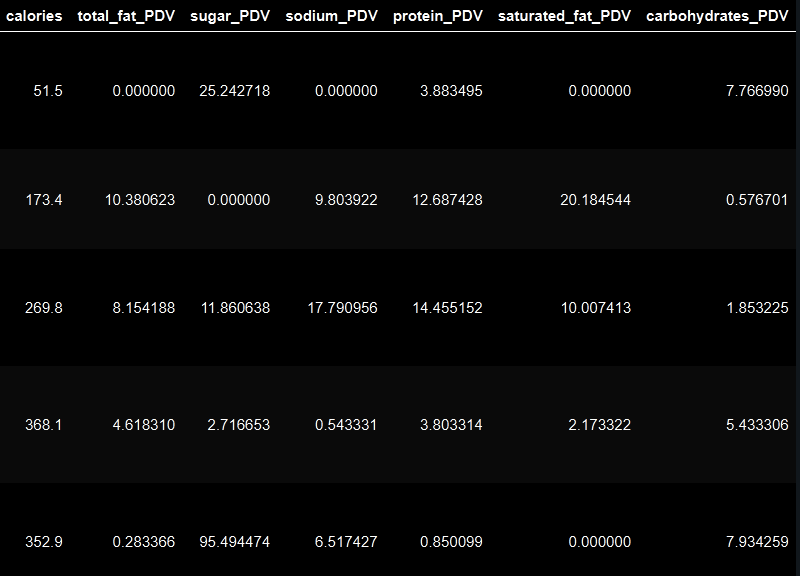 calories total_fat_PDV sugar_PDV sodium_PDV protein_PDV saturated_fat_PDV carbohydrates_PDV
51.5 0.000000 25.242718 0.000000 3.883495 0.000000 7.766990
173.4 10.380623 0.000000 9.803922 12.687428 20.184544 0.576701
269.8 8.154188 11.860638 17.790956 14.455152 10.007413 1.853225
368.1 4.618310 2.716653 0.543331 3.803314 2.173322 5.433306
352.9 0.283366 95.494474 6.517427 0.850099 0.000000 7.934259